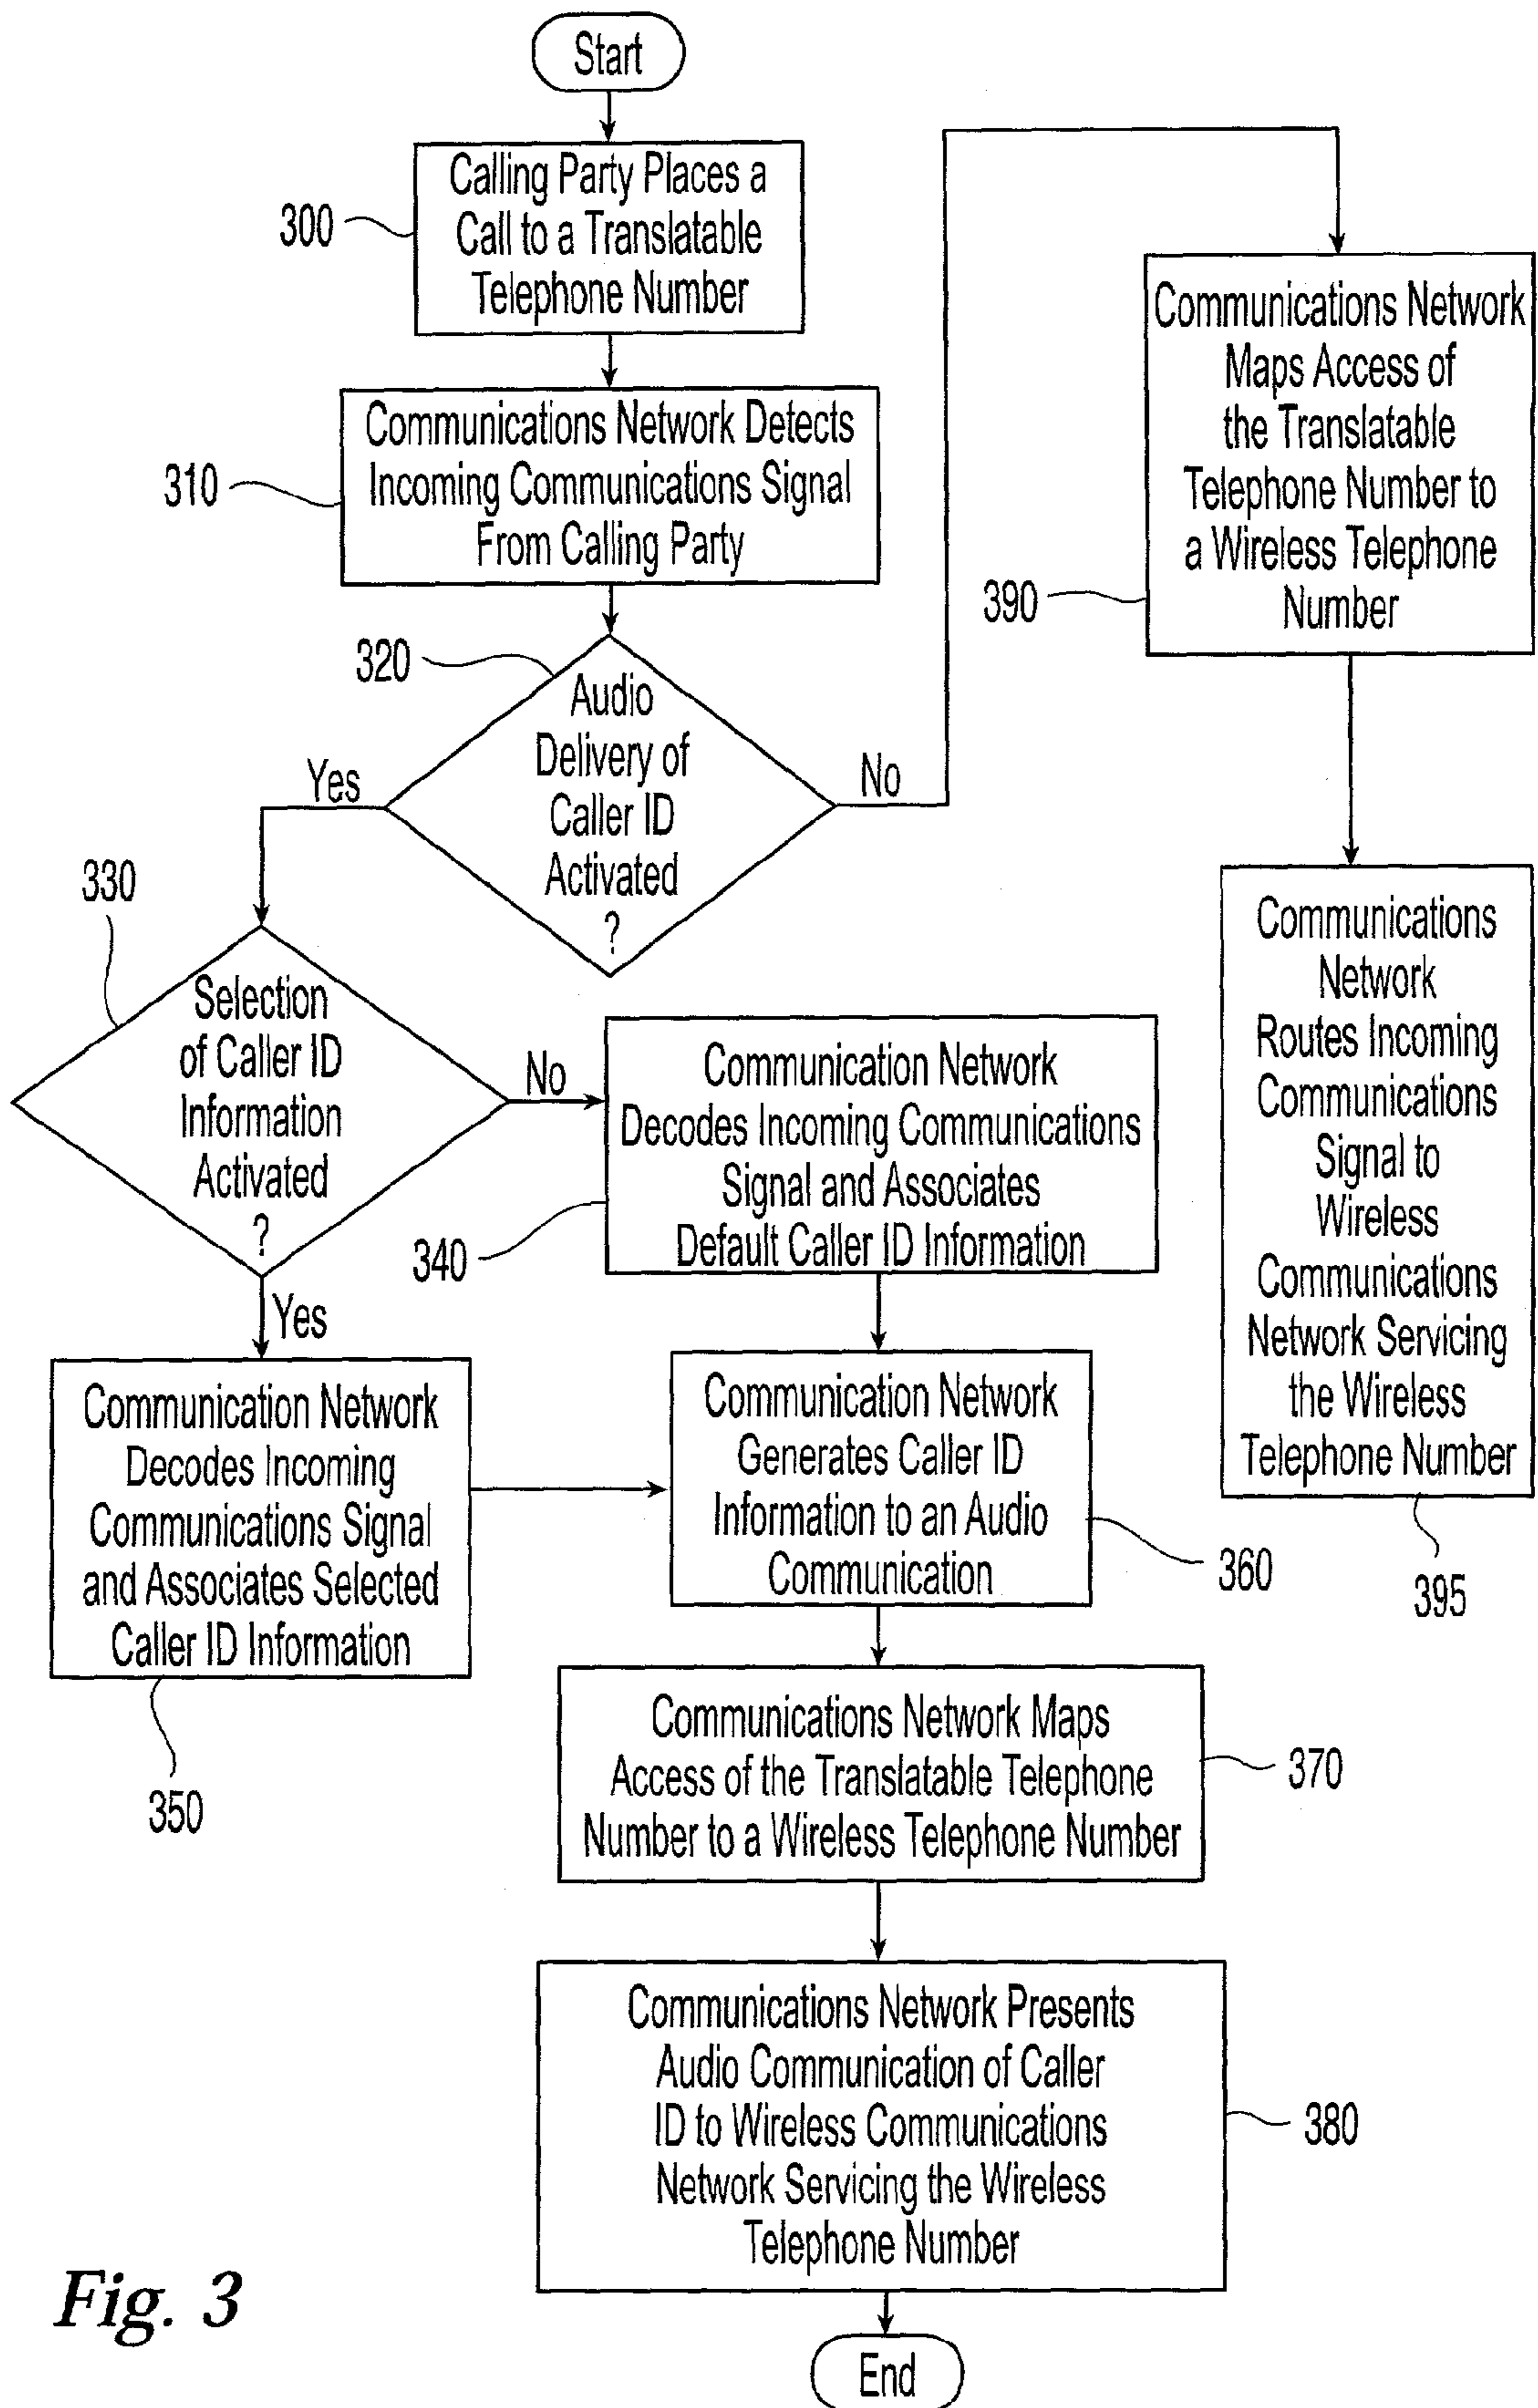 Start
300
Calling Party Places a
Call to a Translatable
Telephone Number
310
Communications Network Detects
Incoming Communications Signal
From Calling Party
320
Audio
Delivery of
Caller ID
Activated
?
Yes
No
390
Communications Network
Maps Access of
the Translatable
Telephone Number to
a Wireless Telephone
Number
330
Selection
of Caller ID
Information
Activated
?
No
Yes
340
Communication Network
Decodes Incoming Communications
Signal and Associates
Default Caller ID Information
Communications
Network
Routes Incoming
Communications
Signal to
Wireless
Communications
Network Servicing
the Wireless
Telephone Number
395
Communication Network
Decodes Incoming
Communications Signal
and Associates Selected
Caller ID Information
350
Communication Network
Generates Caller ID
Information to an Audio
Communication
360
Communications Network Maps
Access of the Translatable Telephone
Number to a Wireless Telephone Number
370
Communications Network Presents
Audio Communication of Caller
ID to Wireless Communications
Network Servicing the Wireless
Telephone Number
380
End
Fig. 3